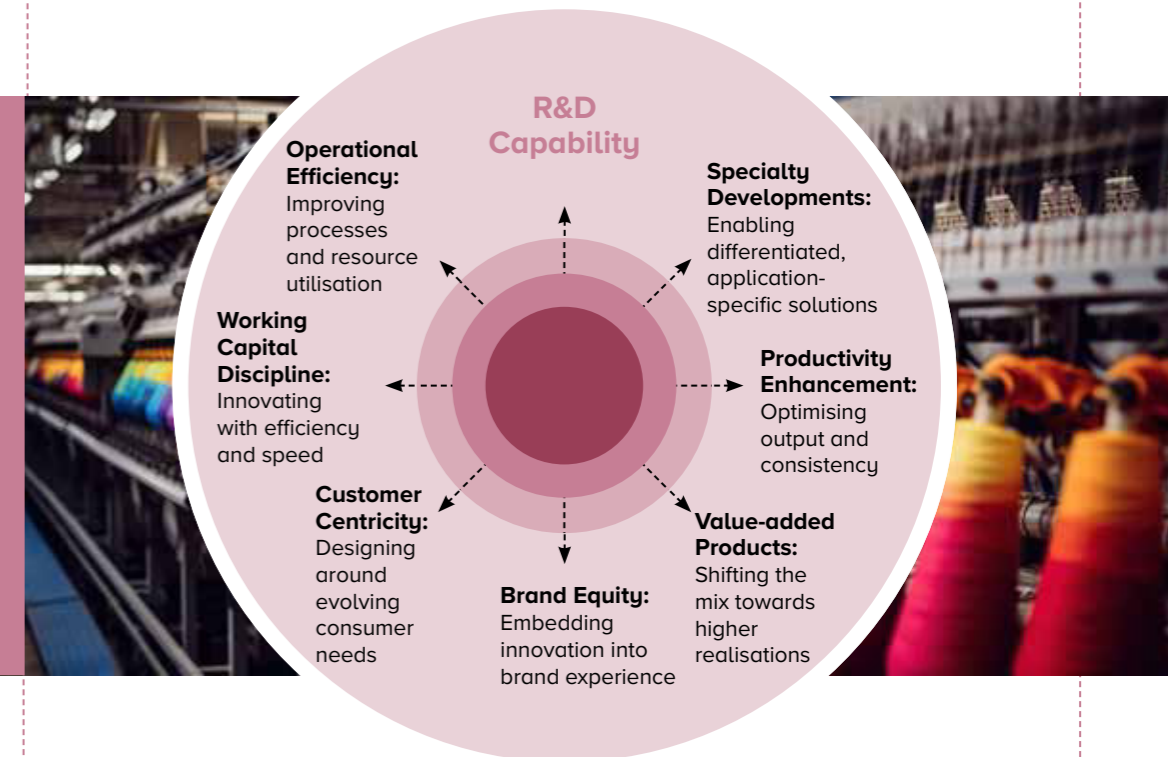 R&D
Capability
Specialty
Developments:
Enabling
differentiated,
application-
specific solutions
Productivity
Enhancement:
Optimising
output and
consistency
Value-added
Products:
Shifting the
mix towards
higher
realisations
Brand Equity:
Embedding
innovation into
brand experience
Customer
Centricity:
Designing
around
evolving
consumer
needs
Working
Capital
Discipline:
Innovating
with efficiency
and speed
Operational
Efficiency:
Improving
processes
and resource
utilisation